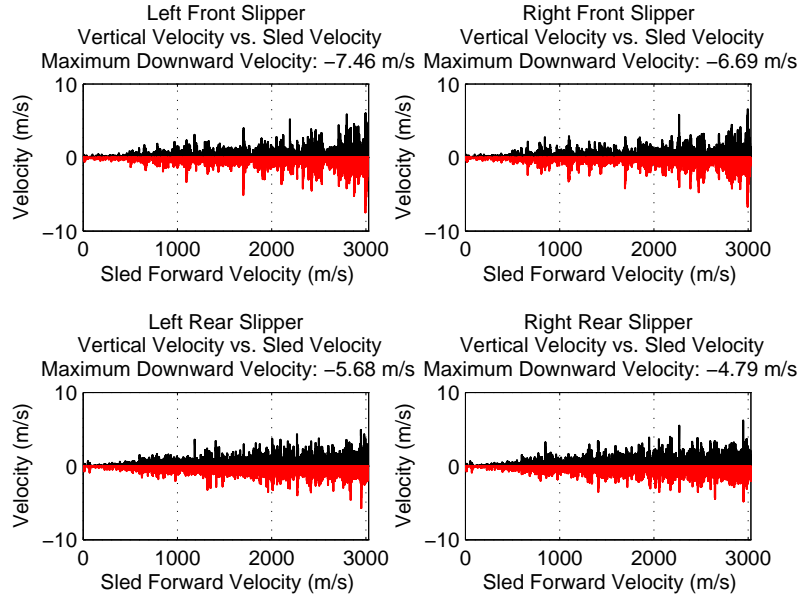 Left Front Slipper
Vertical Velocity vs. Sled Velocity
Maximum Downward Velocity: −7.46 m/s
10
0
−10
Velocity (m/s)
0 1000 2000 3000
Sled Forward Velocity (m/s)
Right Front Slipper
Vertical Velocity vs. Sled Velocity
Maximum Downward Velocity: −6.69 m/s
10
0
−10
Velocity (m/s)
0 1000 2000 3000
Sled Forward Velocity (m/s)
Left Rear Slipper
Vertical Velocity vs. Sled Velocity
Maximum Downward Velocity: −5.68 m/s
10
0
−10
Velocity (m/s)
0 1000 2000 3000
Sled Forward Velocity (m/s)
Right Rear Slipper
Vertical Velocity vs. Sled Velocity
Maximum Downward Velocity: −4.79 m/s
10
0
−10
Velocity (m/s)
0 1000 2000 3000
Sled Forward Velocity (m/s)